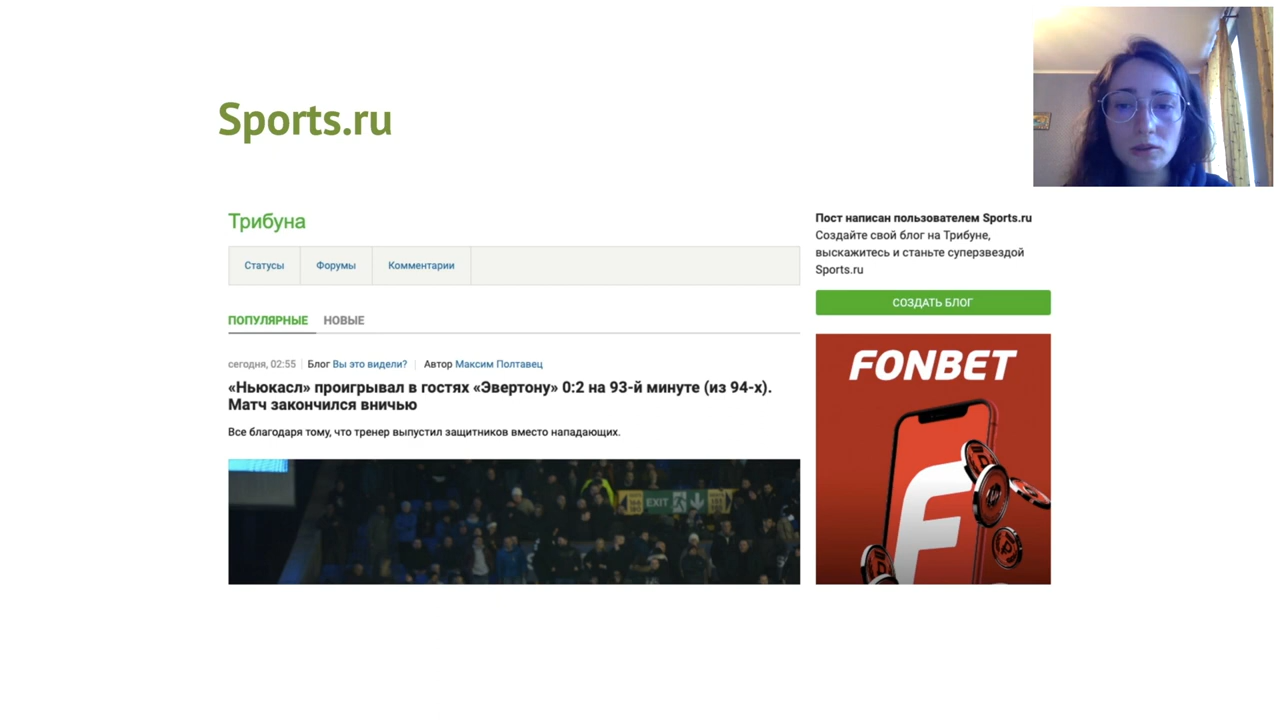 Sports.ru
Трибуна
Статусы Форумы Комментарии
ПОПУЛЯРНЫЕ НОВЫЕ
сегодня, 02:55 Блог Вы это видели? Автор Максим Полтавец
«Ньюкасл» проигрывал в гостях «Эвертону» 0:2 на 93-й минуте (из 94-х).
Матч закончился вничью
Все благодаря тому, что тренер выпустил защитников вместо нападающих.
EXIT
Пост написан пользователем Sports.ru
Создайте свой блог на Трибуне,
выскажитесь и станьте суперзвездой
Sports.ru
СОЗДАТЬ БЛОГ
FONBET
F